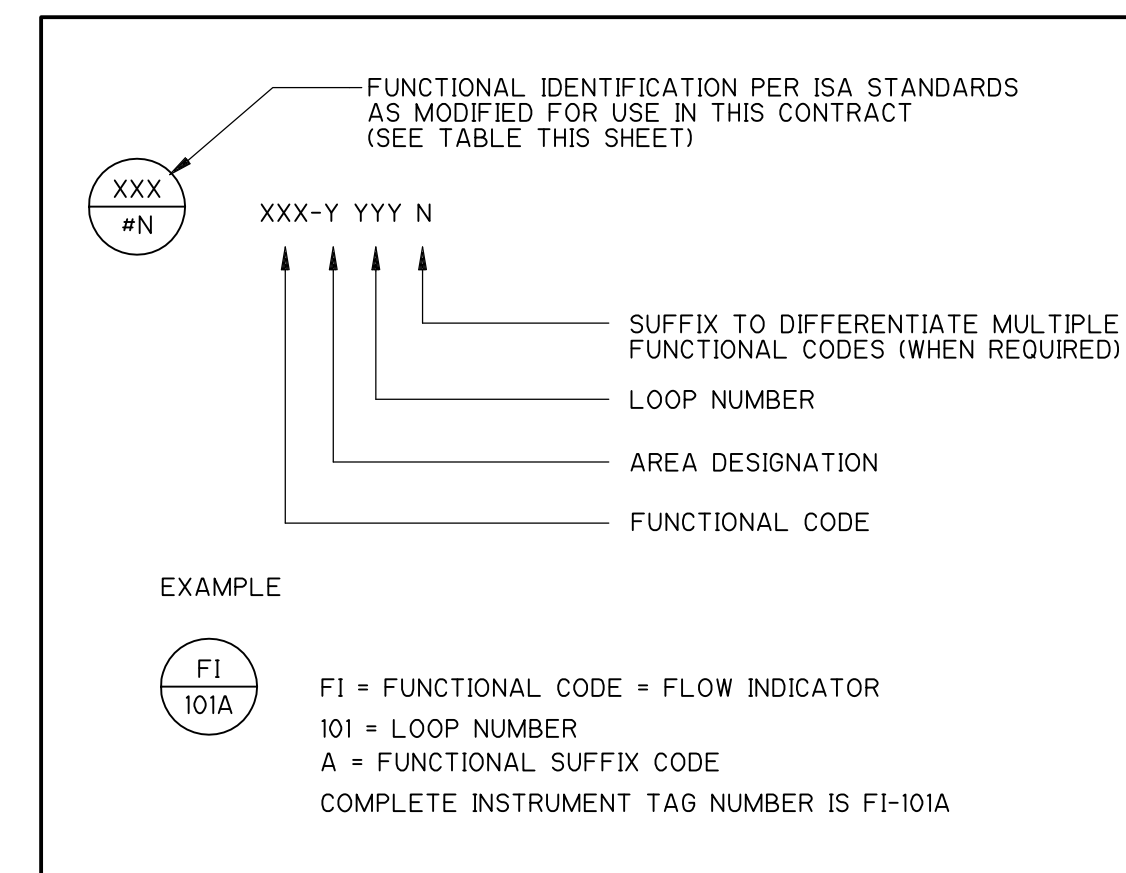 FUNCTIONAL IDENTIFICATION PER ISA STANDARDS
AS MODIFIED FOR USE IN THIS CONTRACT
(SEE TABLE THIS SHEET)
XXX
#N
XXX-Y YYY N
SUFFIX TO DIFFERENTIATE MULTIPLE
FUNCTIONAL CODES (WHEN REQUIRED)
LOOP NUMBER
AREA DESIGNATION
FUNCTIONAL CODE
EXAMPLE
FI
101A
FI = FUNCTIONAL CODE = FLOW INDICATOR
101 = LOOP NUMBER
A = FUNCTIONAL SUFFIX CODE
COMPLETE INSTRUMENT TAG NUMBER IS FI-101A